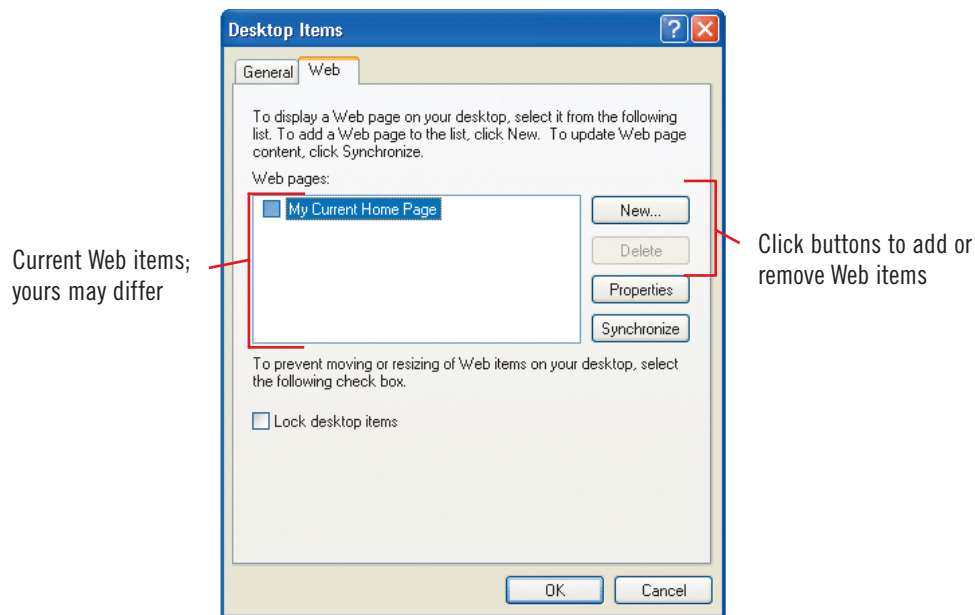 Desktop Items
General
Web
To display a Web page on your desktop, select it from the following
list. To add a Web page to the list, click New. To update Web page
content, click Synchronize.
Web pages:
My Current Home Page
New...
Delete
Properties
Synchronize
Current Web items;
yours may differ
Click buttons to add or
remove Web items
To prevent moving or resizing of Web items on your desktop, select
the following check box.
Lock desktop items
OK
Cancel